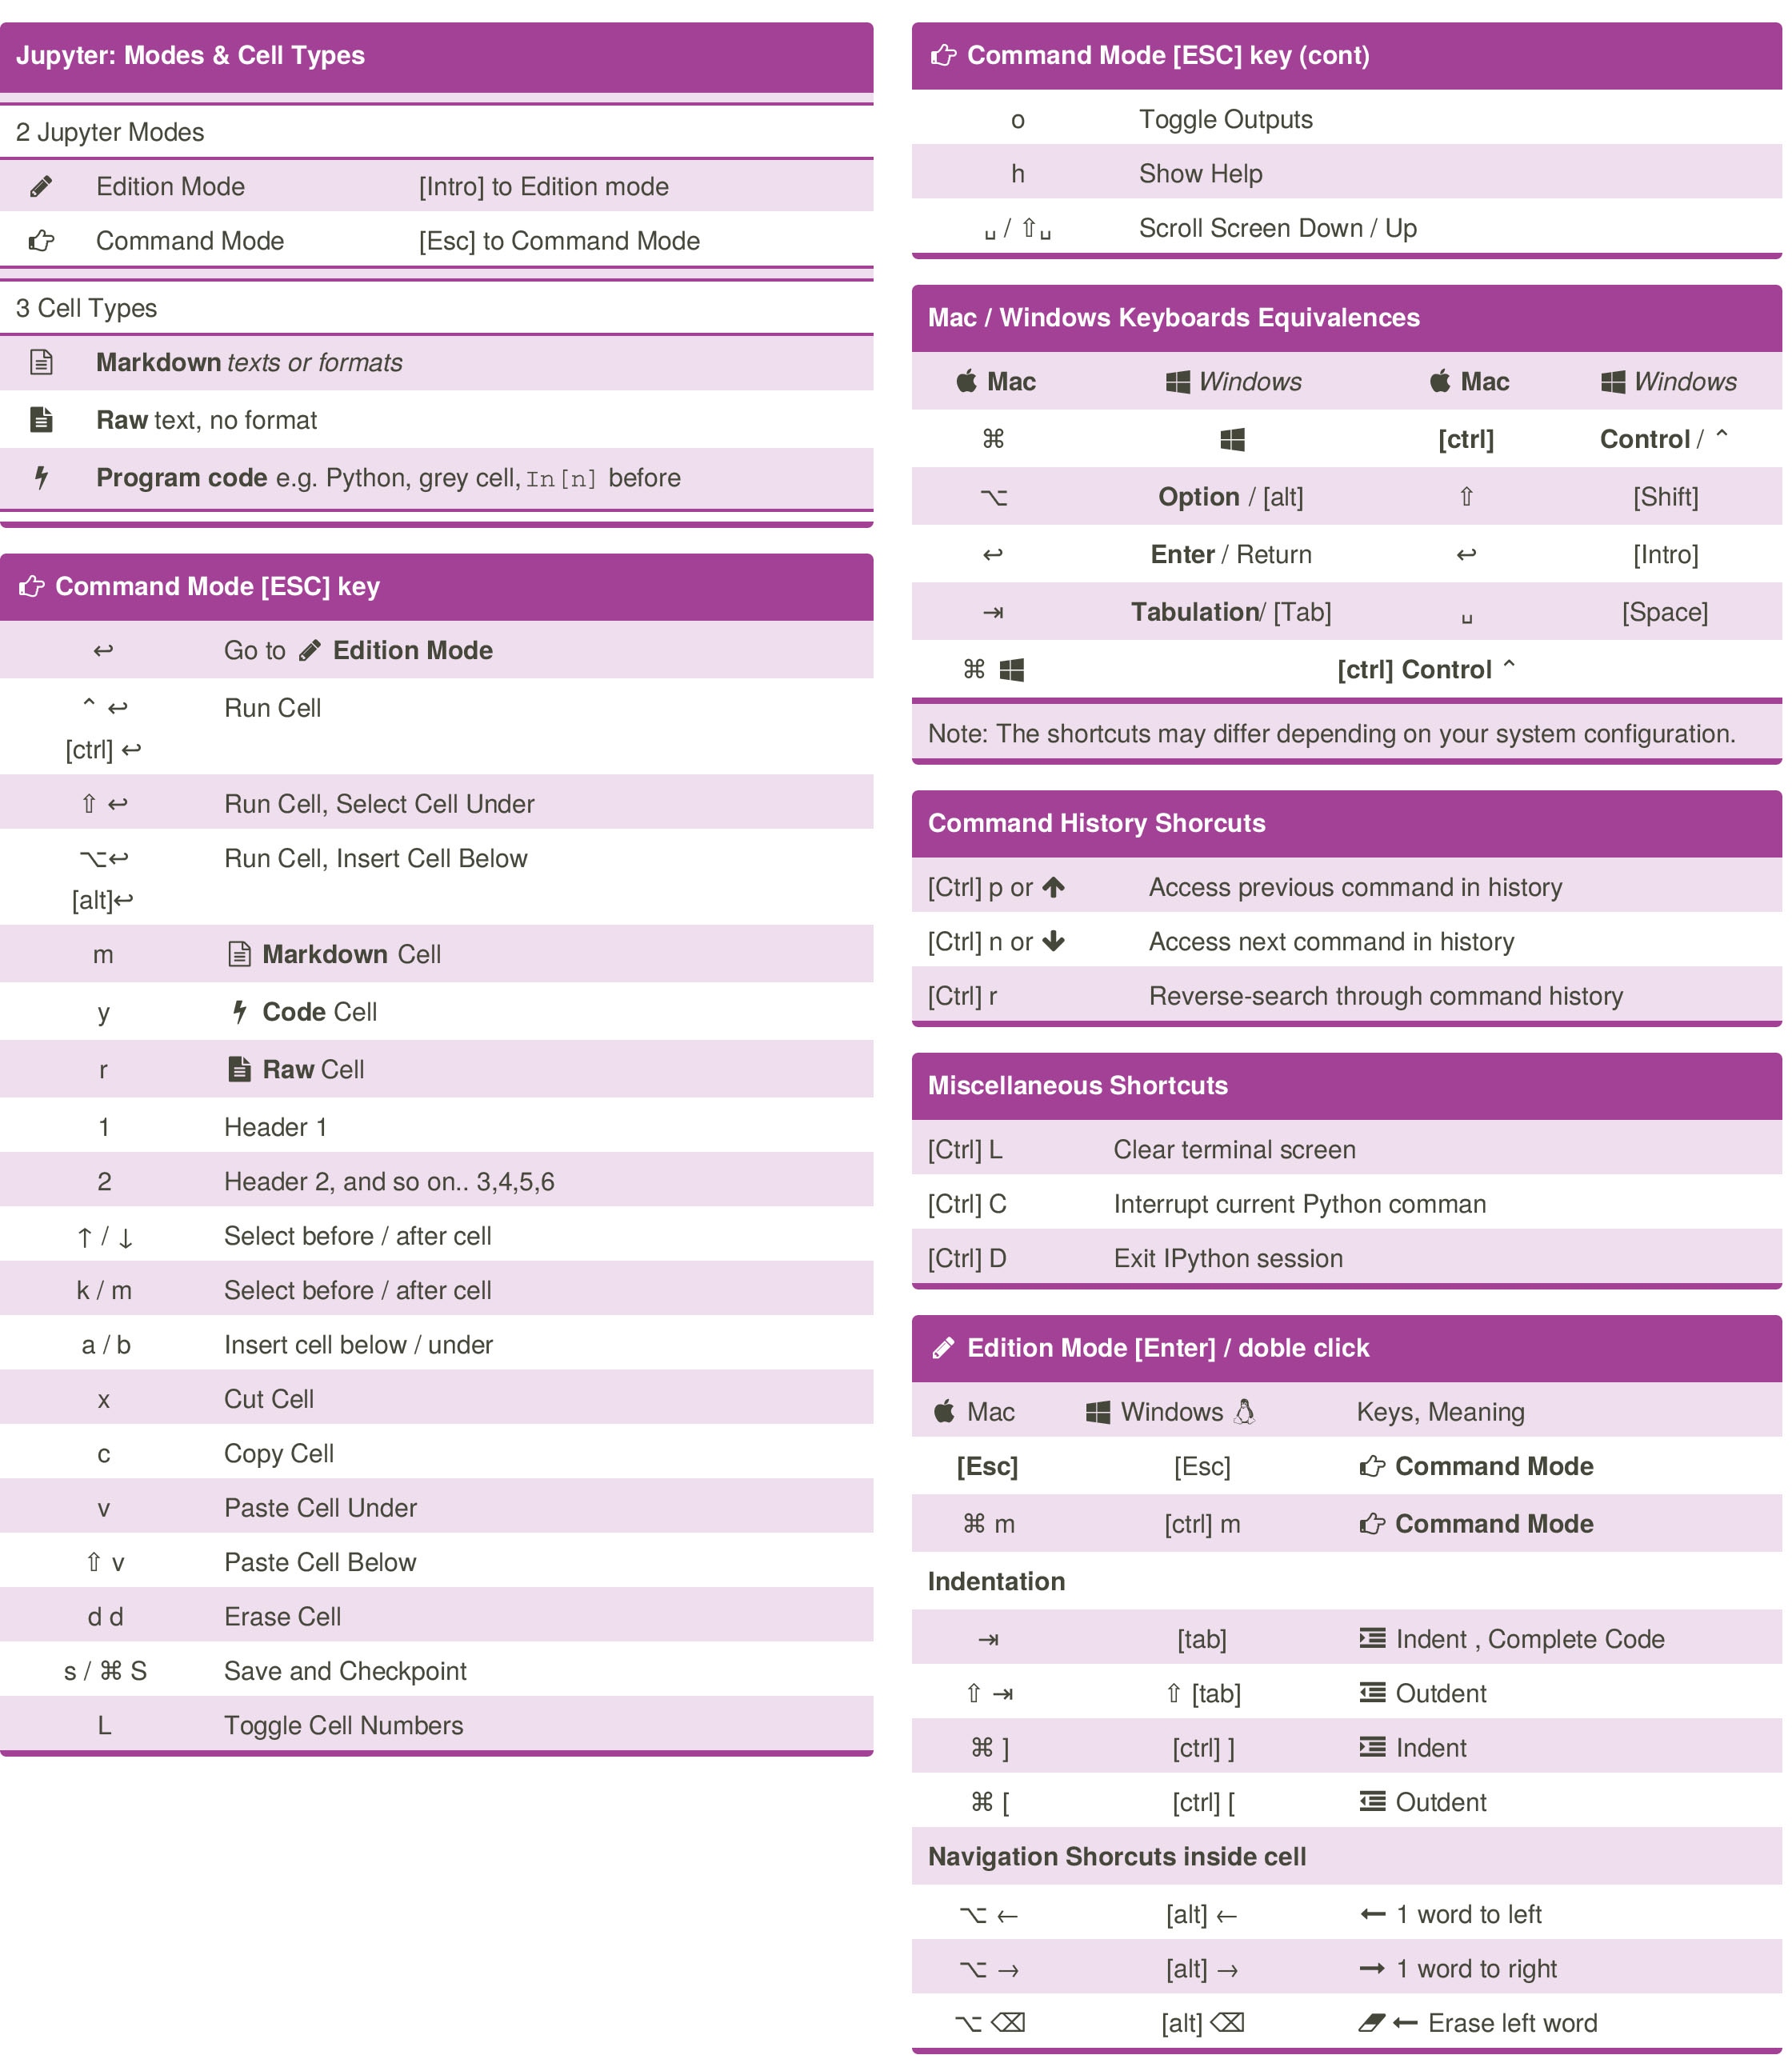 Jupyter: Modes & Cell Types
2 Jupyter Modes
Edition Mode [Intro] to Edition mode
Command Mode [Esc] to Command Mode
3 Cell Types
Markdown texts or formats
Raw text, no format
Program code e.g. Python, grey cell, In[n] before
Command Mode [ESC] key
↩ Go to Edition Mode
⌃ ↩ Run Cell
[ctrl] ↩
⇧ ↩ Run Cell, Select Cell Under
⌥↩ Run Cell, Insert Cell Below
[alt]↩
m Markdown Cell
y Code Cell
r Raw Cell
1 Header 1
2 Header 2, and so on.. 3,4,5,6
↑ / ↓ Select before / after cell
k / m Select before / after cell
a / b Insert cell below / under
x Cut Cell
c Copy Cell
v Paste Cell Under
⇧ v Paste Cell Below
d d Erase Cell
s / ⌘ S Save and Checkpoint
L Toggle Cell Numbers
Command Mode [ESC] key (cont)
o Toggle Outputs
h Show Help
␣ / ⇧␣ Scroll Screen Down / Up
Mac / Windows Keyboards Equivalences
Mac Windows Mac Windows
⌘ [ctrl] Control / ⌃
⌥ Option / [alt] ⇧ [Shift]
↩ Enter / Return ↩ [Intro]
⇥ Tabulation/ [Tab] ␣ [Space]
⌘ [ctrl] Control ⌃
Note: The shortcuts may differ depending on your system configuration.
Command History Shorcuts
[Ctrl] p or ↑ Access previous command in history
[Ctrl] n or ↓ Access next command in history
[Ctrl] r Reverse-search through command history
Miscellaneous Shortcuts
[Ctrl] L Clear terminal screen
[Ctrl] C Interrupt current Python comman
[Ctrl] D Exit IPython session
Edition Mode [Enter] / doble click
Mac Windows Keys, Meaning
[Esc] [Esc] Command Mode
⌘ m [ctrl] m Command Mode
Indentation
⇥ [tab] Indent , Complete Code
⇧ ⇥ ⇧ [tab] Outdent
⌘ ] [ctrl] ] Indent
⌘ [ [ctrl] [ Outdent
Navigation Shorcuts inside cell
⌥ ← [alt] ← ← 1 word to left
⌥ → [alt] → → 1 word to right
⌥ ⌫ [alt] ⌫ ← Erase left word